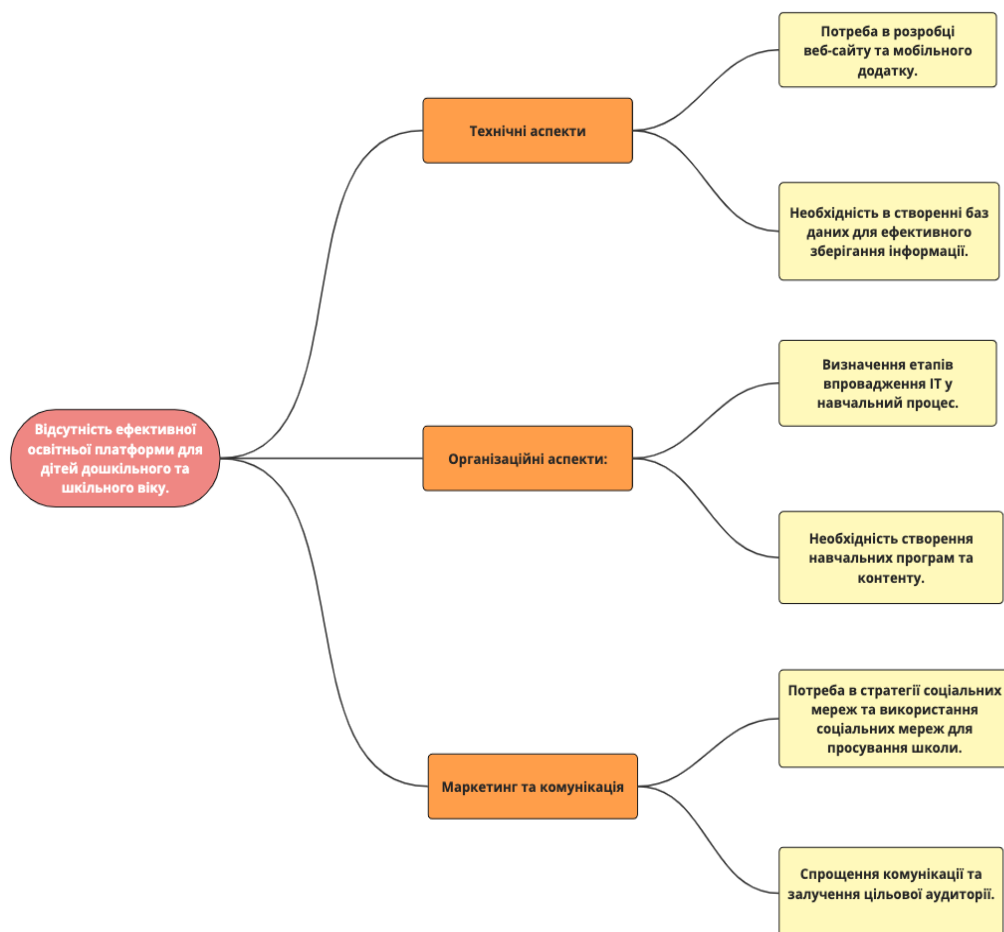 Відсутність ефективної
освітньої платформи для
дітей дошкільного та
шкільного віку.
Технічні аспекти
Потреба в розробці
веб-сайту та мобільного
додатку.
Необхідність в створенні баз
даних для ефективного
зберігання інформації.
Організаційні аспекти:
Визначення етапів
впровадження ІТ у
навчальний процес.
Необхідність створення
навчальних програм та
контенту.
Маркетинг та комунікація
Потреба в стратегії соціальних
мереж та використання
соціальних мереж для
просування школи.
Спрощення комунікації та
залучення цільової аудиторії.